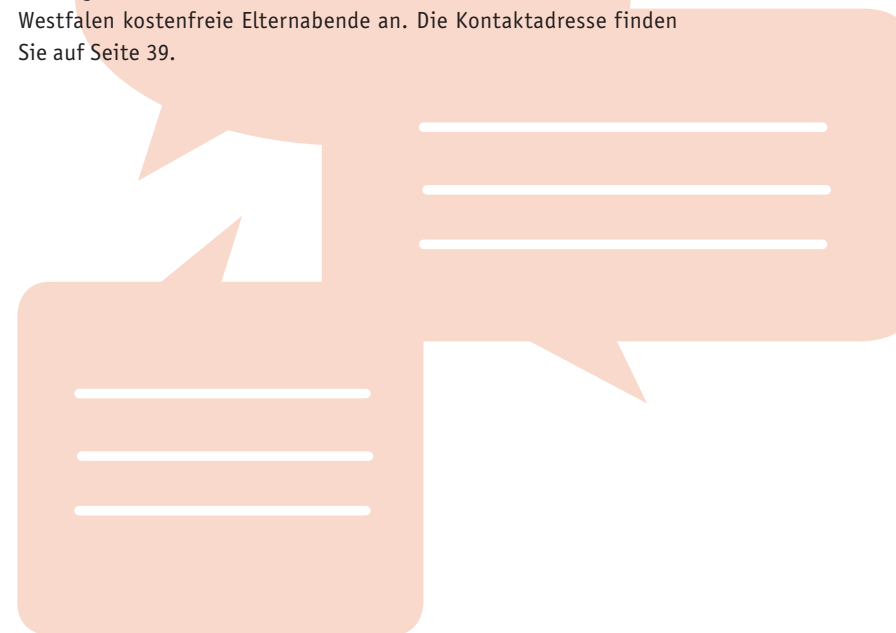 Westfalen kostenfreie Elternabende an. Die Kontaktadresse finden
Sie auf Seite 39.